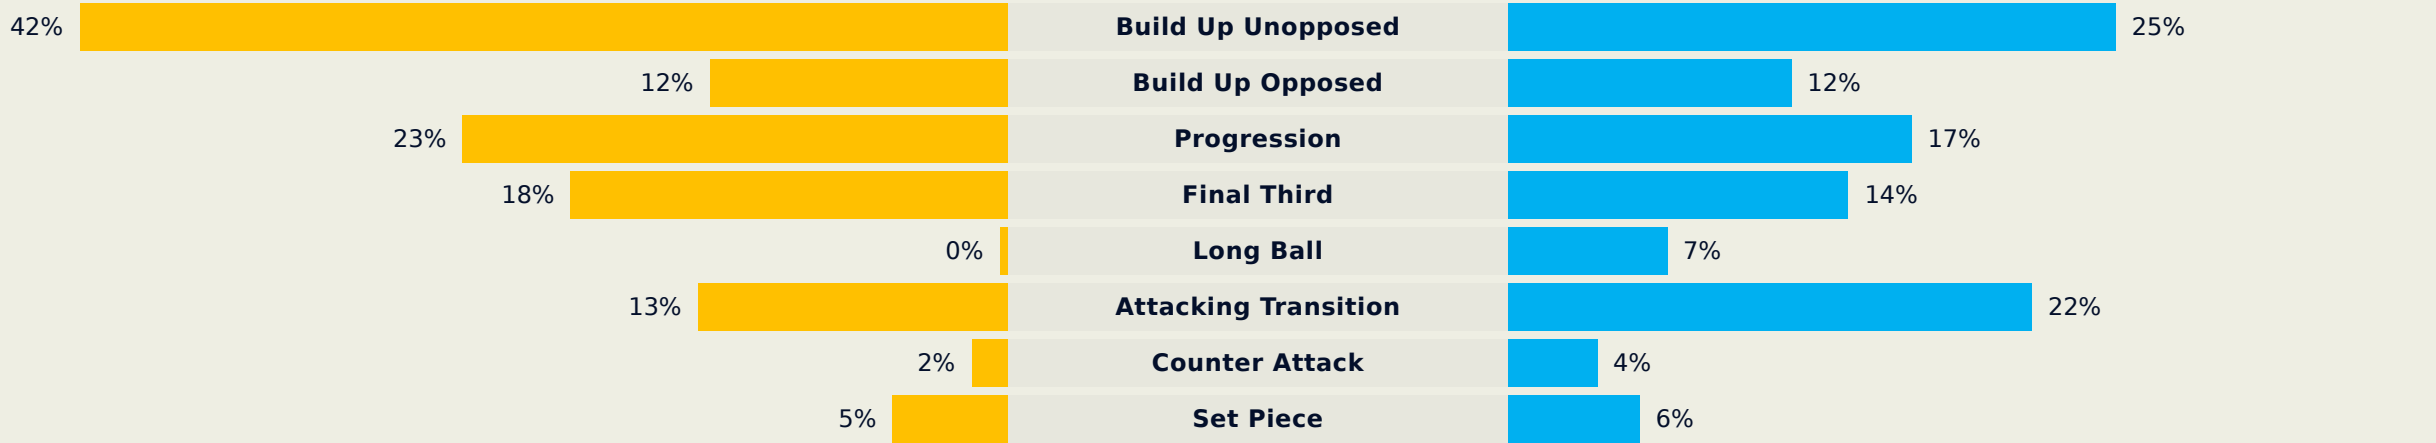 42% Build Up Unopposed 25%
12% Build Up Opposed 12%
23% Progression 17%
18% Final Third 14%
0% Long Ball 7%
13% Attacking Transition 22%
2% Counter Attack 4%
5% Set Piece 6%